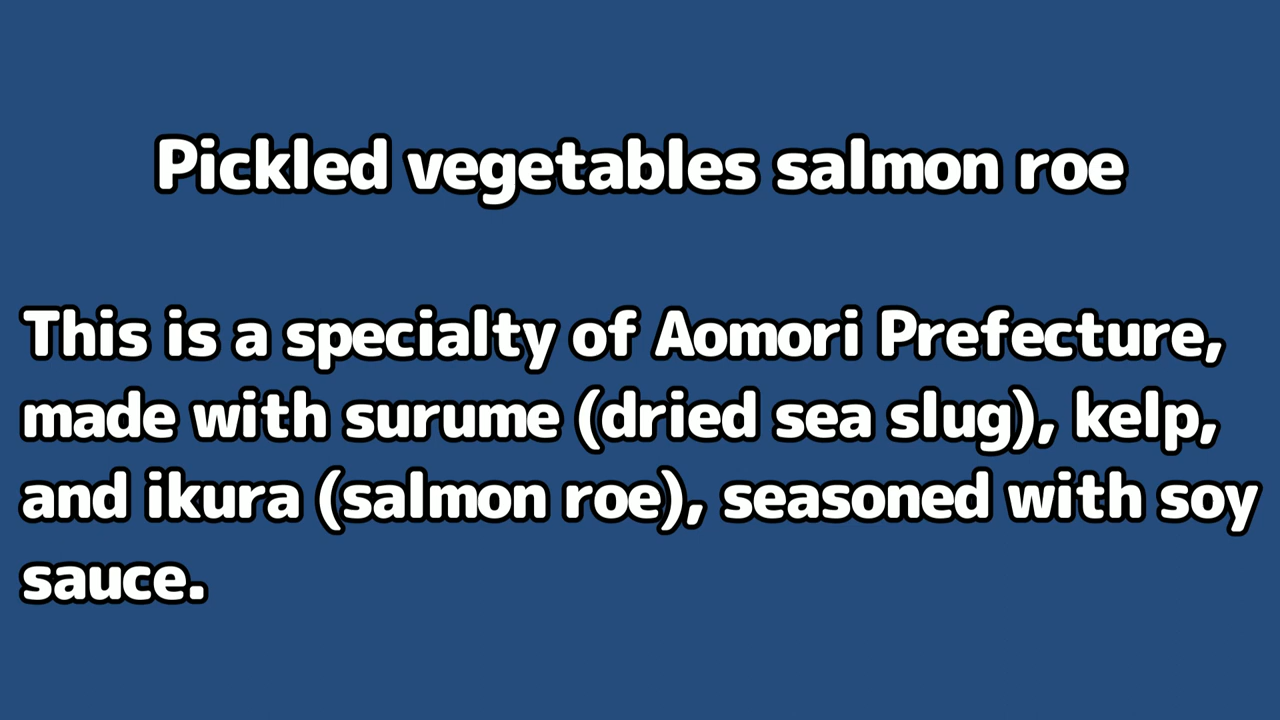 Pickled vegetables salmon roe
This is a specialty of Aomori Prefecture,
made with surume (dried sea slug), kelp,
and ikura (salmon roe), seasoned with soy
sauce.